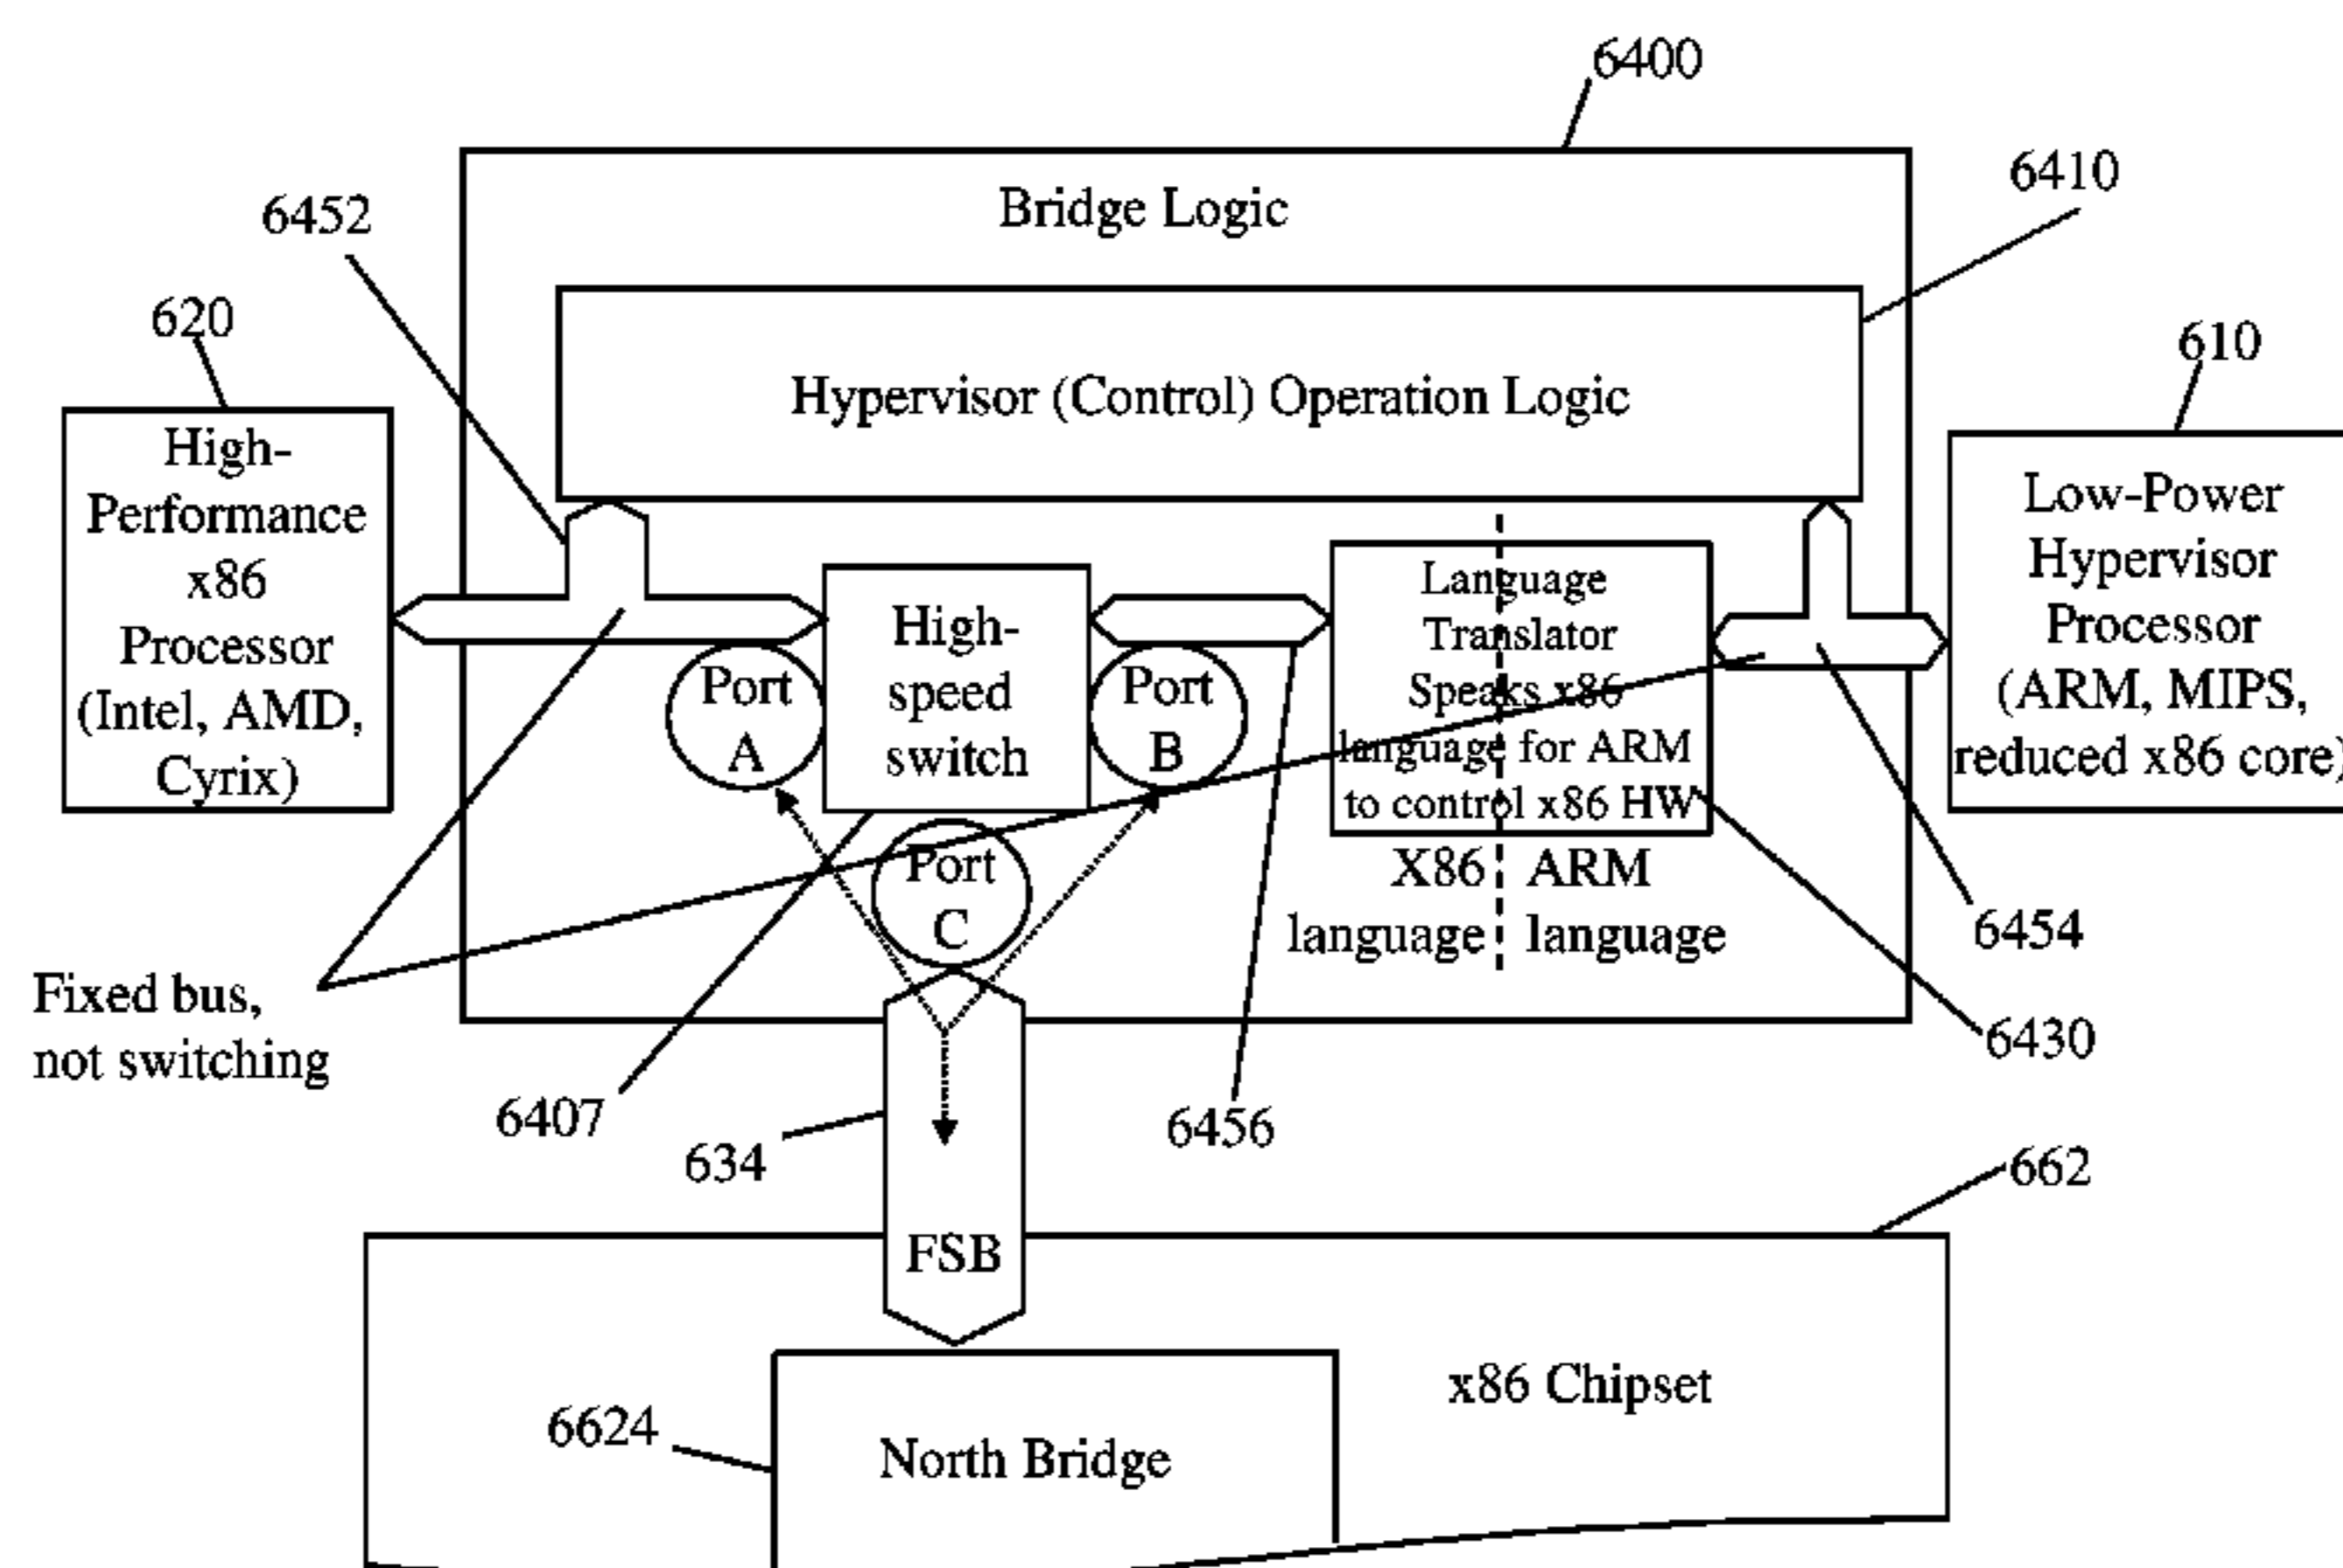 6400
6410
Bridge Logic
6452
620
610
Hypervisor (Control) Operation Logic
High-
Performance
x86
Processor
(Intel, AMD,
Cyrix)
Low-Power
Hypervisor
Processor
(ARM, MIPS,
reduced x86 core)
High-
speed
switch
Port
A
Port
B
Port
C
Language
Translator
Speaks x86
language for ARM
to control x86 HW
X86
language
ARM
language
6454
6430
Fixed bus,
not switching
6407
634
6456
662
FSB
x86 Chipset
6624
North Bridge